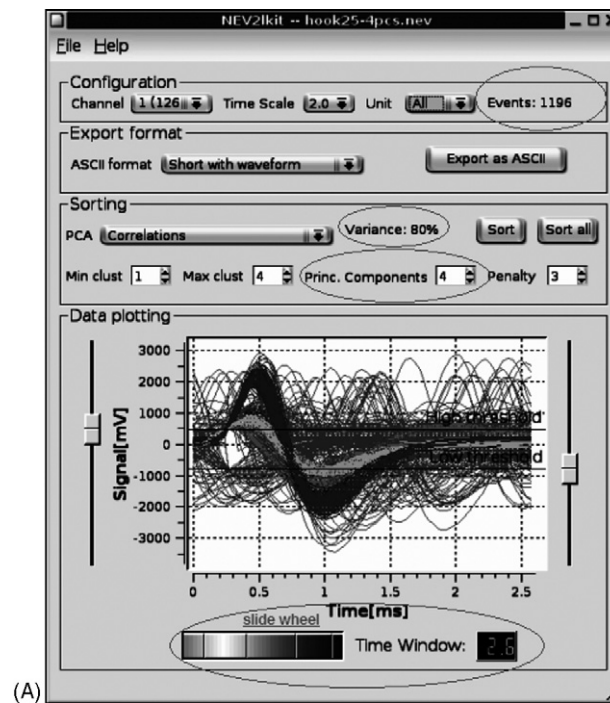 NEV2lkit -- hook25-4pcs.nev
File Help
Configuration
Channel 1 (126 Time Scale 2.0 Unit All Events: 1196
Export format
ASCII format Short with waveform Export as ASCII
Sorting
PCA Correlations Variance: 80% Sort Sort all
Min clust 1 Max clust 4 Princ. Components 4 Penalty 3
Data plotting
3000
2000
1000
0
-1000
-2000
-3000
Signal[mV]
High threshold
Low threshold
0 0.5 1 1.5 2 2.5
Time[ms]
slide wheel
Time Window: 2.6
(A)